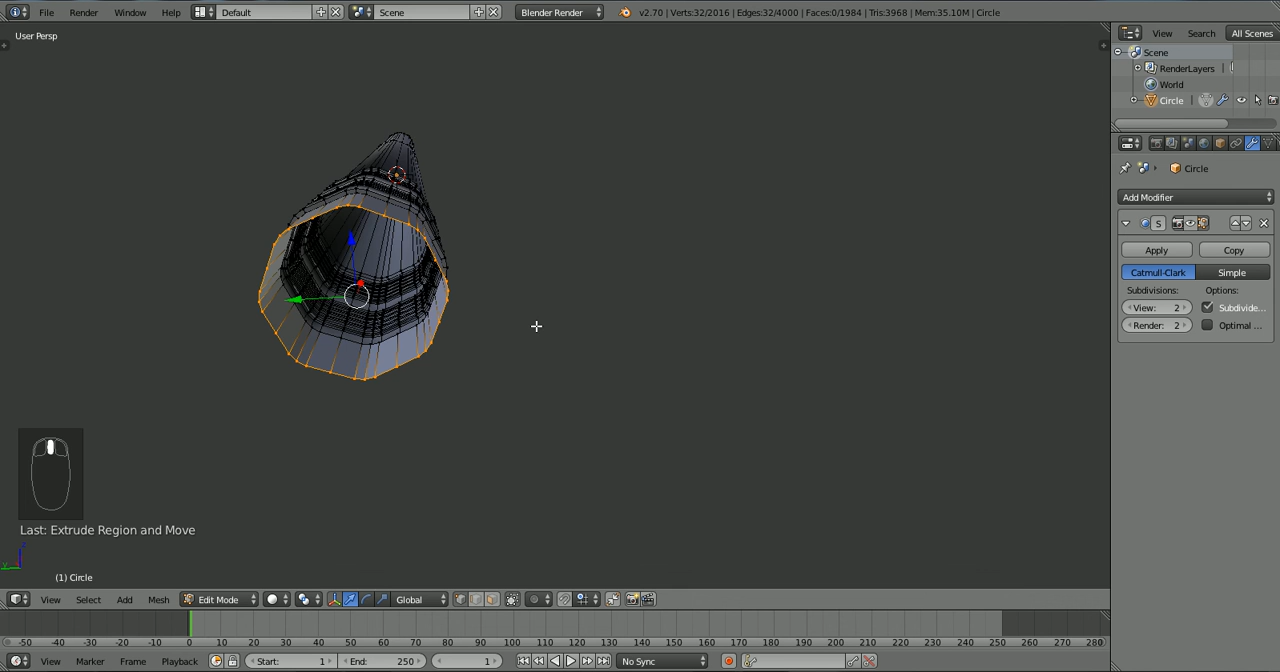 File Render Window Help Default Scene Blender Render v2.70 | Verts:32/2016 | Edges:32/4000 | Faces:0/1984 | Tris:3968 | Mem:35.10M | Circle
User Persp
View Search All Scenes
Scene
RenderLayers
World
Circle
Circle
Add Modifier
S
Apply Copy
Catmull-Clark Simple
Subdivisions: Options:
View: 2 Subdivide...
Render: 2 Optimal ...
Last: Extrude Region and Move
z
y
(1) Circle
View Select Add Mesh Edit Mode Global
-50 -40 -30 -20 -10 0 10 20 30 40 50 60 70 80 90 100 110 120 130 140 150 160 170 180 190 200 210 220 230 240 250 260 270 280
View Marker Frame Playback Start: 1 End: 250 1 No Sync